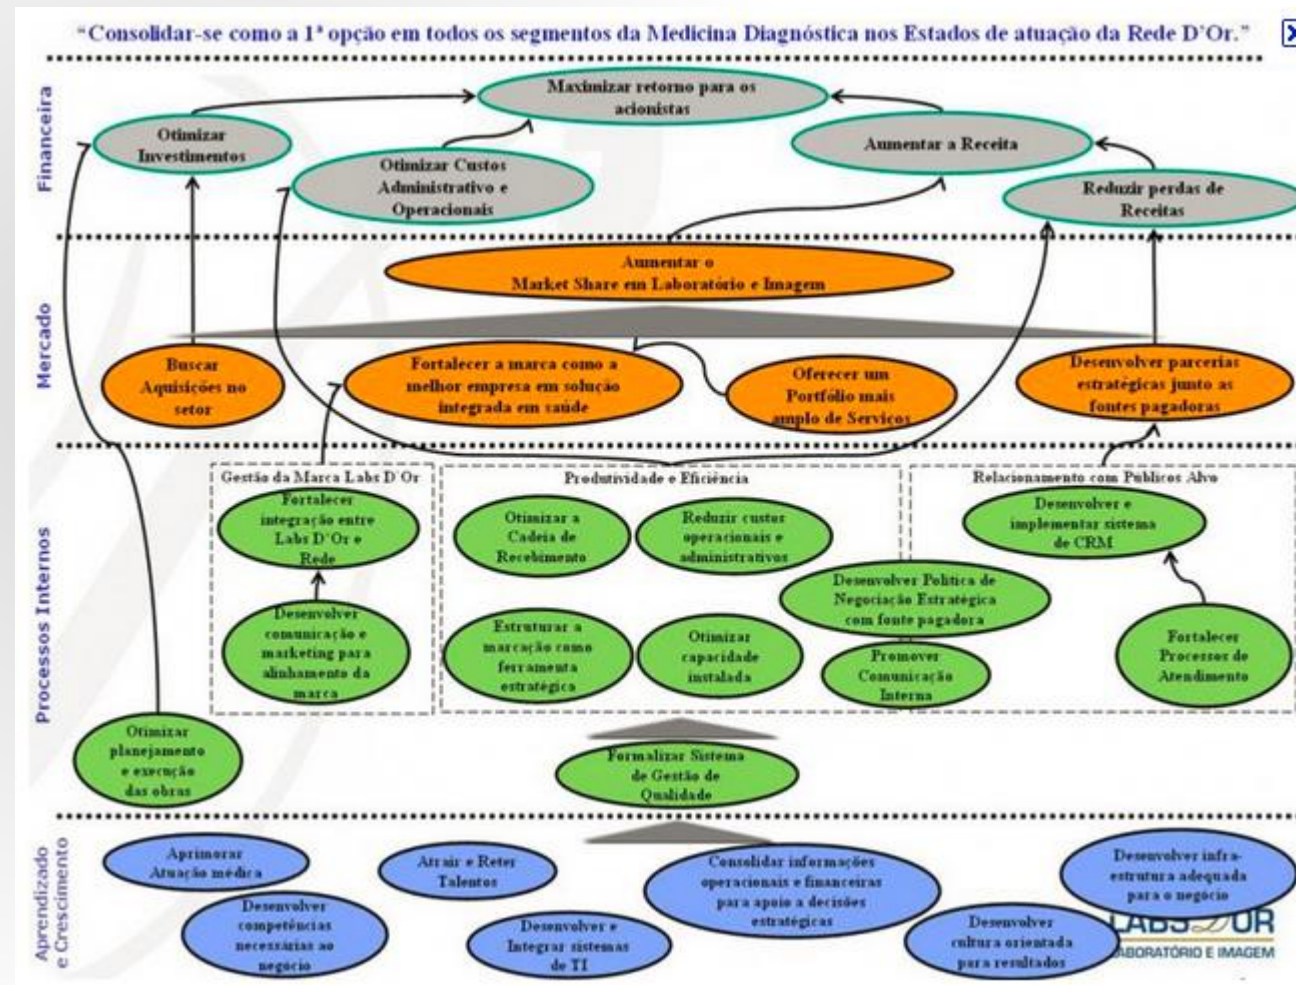 “Consolidar-se como a 1ª opção em todos os segmentos da Medicina Diagnóstica nos Estados de atuação da Rede D’Or.”
Financeira
Maximizar retorno para os
acionistas
Otimizar
Investimentos
Otimizar Custos
Administrativo e
Operacionais
Aumentar a Receita
Reduzir perdas de
Receitas
Mercado
Aumentar o
Market Share em Laboratório e Imagem
Buscar
Aquisições no
setor
Fortalecer a marca como a
melhor empresa em solução
integrada em saúde
Oferecer um
Portfólio mais
amplo de Serviços
Desenvolver parcerias
estratégicas junto as
fontes pagadoras
Processos Internos
Gestão da Marca Labs D’Or
Fortalecer
integração entre
Labs D’Or e
Rede
Desenvolver
comunicação e
marketing para
alinhamento da
marca
Produtividade e Eficiência
Otimizar a
Cadeia de
Recebimento
Reduzir custos
operacionais e
administrativos
Desenvolver Política de
Negociação Estratégica
com fonte pagadora
Estruturar a
marcação como
ferramenta
estratégica
Otimizar
capacidade
instalada
Promover
Comunicação
Interna
Relacionamento com Públicos Alvo
Desenvolver e
implementar sistema
de CRM
Fortalecer
Processos de
Atendimento
Otimizar
planejamento
e execução
das obras
Formalizar Sistema
de Gestão de
Qualidade
Aprendizado
e Crescimento
Aprimorar
Atuação médica
Desenvolver
competências
necessárias ao
negócio
Atrair e Reter
Talentos
Desenvolver e
Integrar sistemas
de TI
Consolidar informações
operacionais e financeiras
para apoio a decisões
estratégicas
Desenvolver
cultura orientada
para resultados
Desenvolver infra-
estrutura adequada
para o negócio
LABS D'OR
LABORATÓRIO E IMAGEM